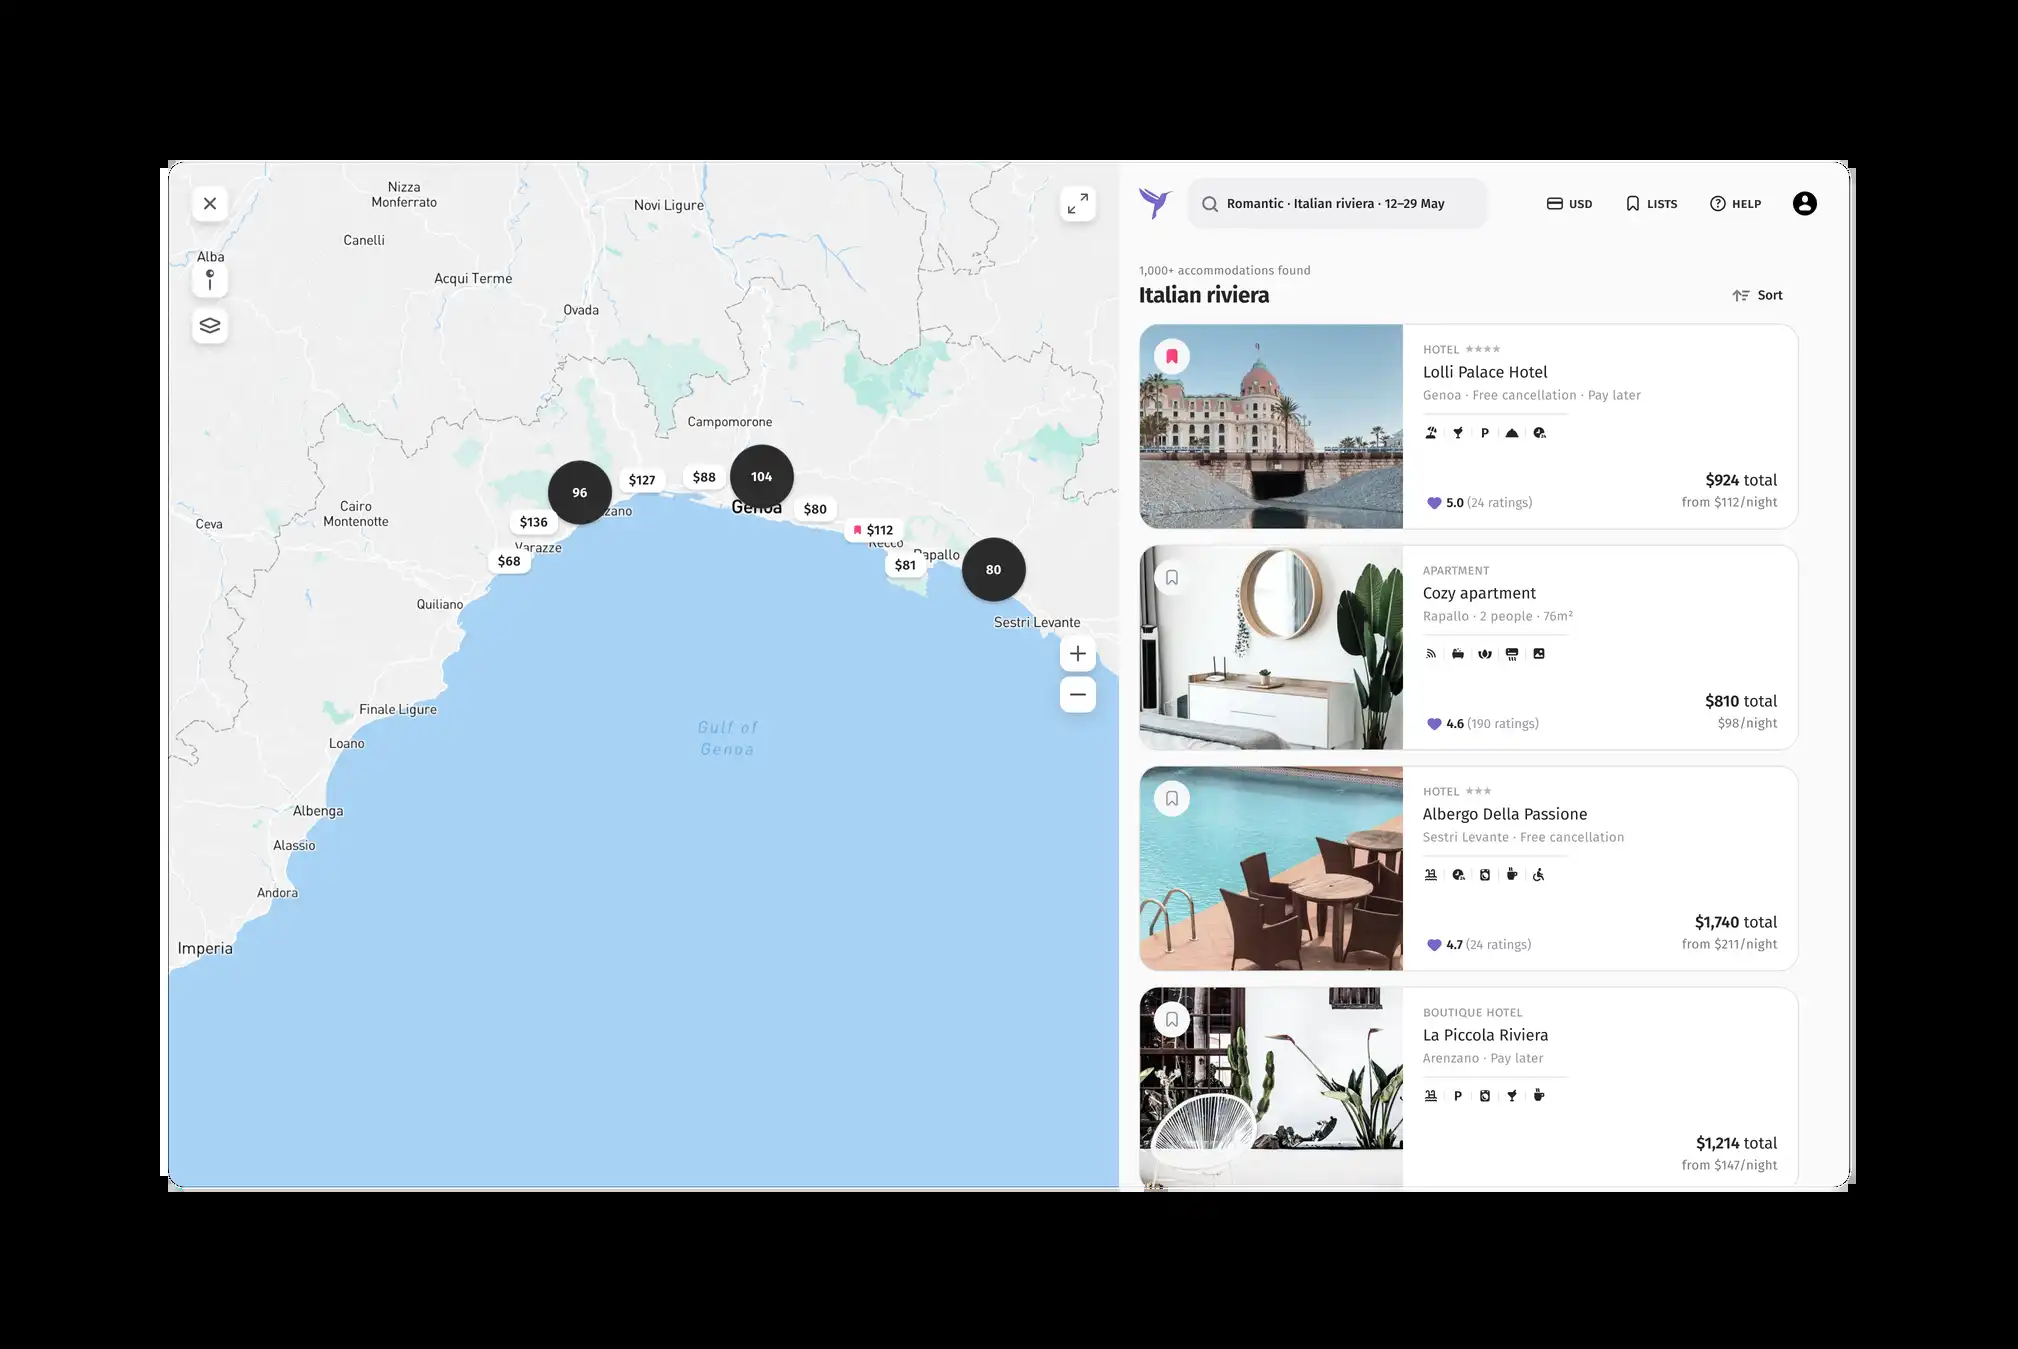 Nizza
Monferrato
Novi Ligure
Canelli
Alba
Acqui Terme
Ovada
Campomorone
96
$127
$88
104
Genoa
$80
$136
zano
Cairo
Montenotte
Ceva
$112
Recco
Varazze
$68
Rapallo
$81
80
Quiliano
Sestri Levante
Finale Ligure
Gulf of
Genoa
Loano
Albenga
Alassio
Andora
Imperia
Romantic · Italian riviera · 12–29 May
USD
LISTS
HELP
1,000+ accommodations found
Italian riviera
Sort
HOTEL ★★★★
Lolli Palace Hotel
Genoa · Free cancellation · Pay later
P
$924 total
5.0 (24 ratings)
from $112/night
APARTMENT
Cozy apartment
Rapallo · 2 people · 76m²
$810 total
4.6 (190 ratings)
$98/night
HOTEL ★★★
Albergo Della Passione
Sestri Levante · Free cancellation
$1,740 total
4.7 (24 ratings)
from $211/night
BOUTIQUE HOTEL
La Piccola Riviera
Arenzano · Pay later
P
$1,214 total
from $147/night